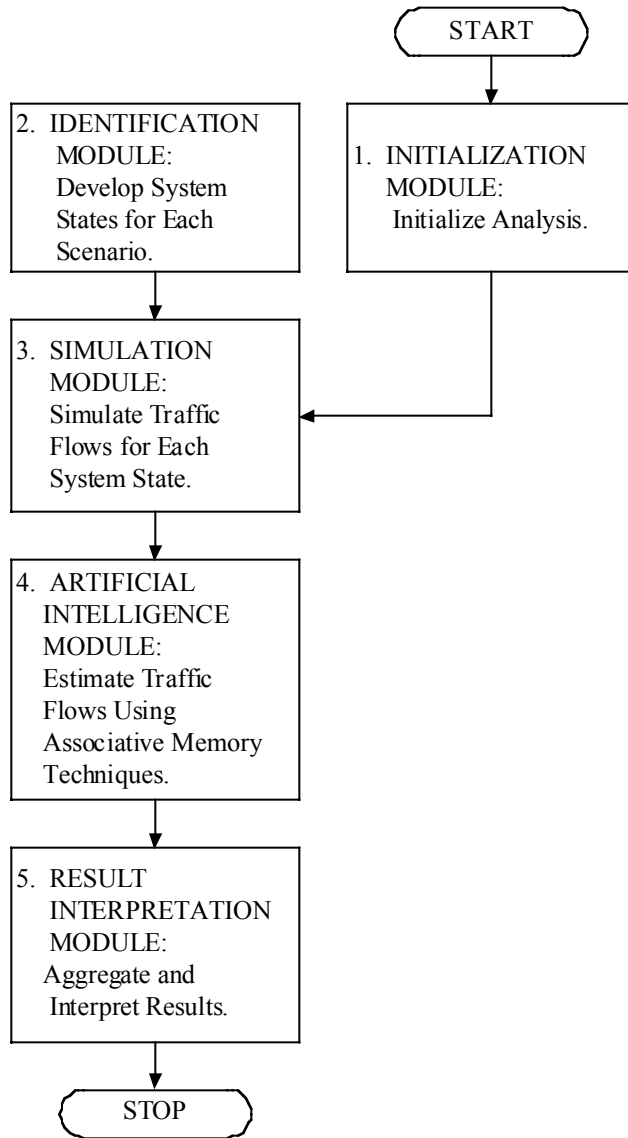 START
2. IDENTIFICATION
MODULE:
Develop System
States for Each
Scenario.
1. INITIALIZATION
MODULE:
Initialize Analysis.
3. SIMULATION
MODULE:
Simulate Traffic
Flows for Each
System State.
4. ARTIFICIAL
INTELLIGENCE
MODULE:
Estimate Traffic
Flows Using
Associative Memory
Techniques.
5. RESULT
INTERPRETATION
MODULE:
Aggregate and
Interpret Results.
STOP